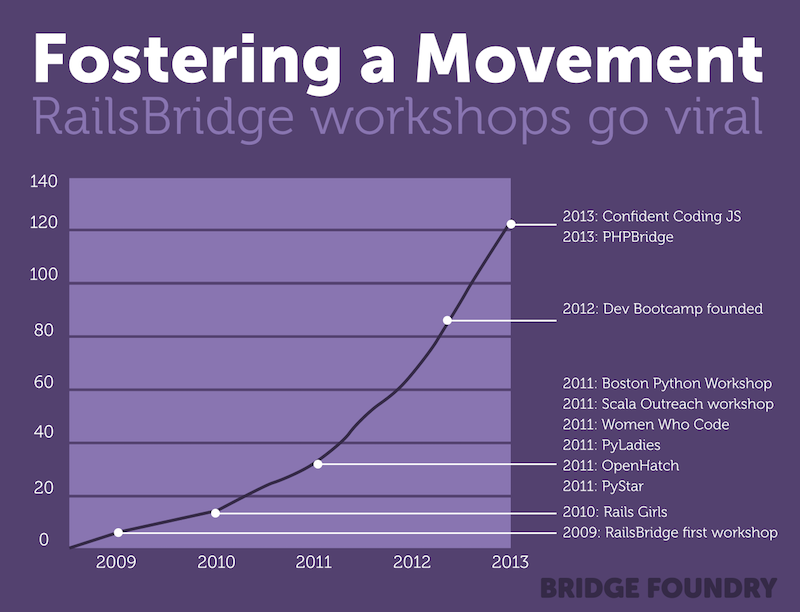 Fostering a Movement
RailsBridge workshops go viral
140
120
100
80
60
40
20
0
2009 2010 2011 2012 2013
2013: Confident Coding JS
2013: PHPBridge
2012: Dev Bootcamp founded
2011: Boston Python Workshop
2011: Scala Outreach workshop
2011: Women Who Code
2011: PyLadies
2011: OpenHatch
2011: PyStar
2010: Rails Girls
2009: RailsBridge first workshop
BRIDGE FOUNDRY